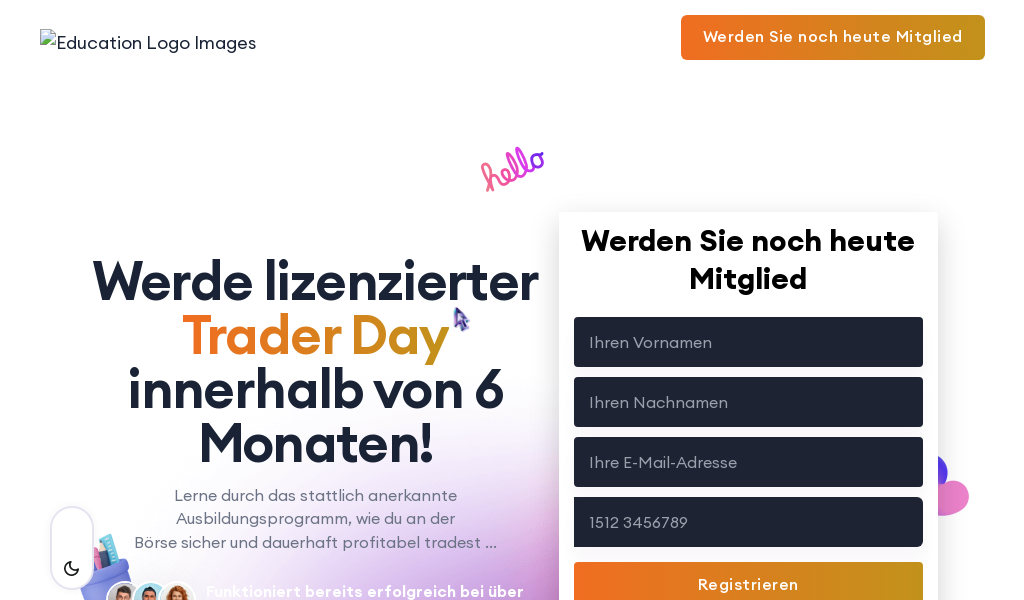 Education Logo Images
Werden Sie noch heute Mitglied
hello
Werde lizenzierter
Trader Day
innerhalb von 6
Monaten!
Lerne durch das stattlich anerkannte
Ausbildungsprogramm, wie du an der
Börse sicher und dauerhaft profitabel tradest ...
Funktioniert bereits erfolgreich bei über
Werden Sie noch heute
Mitglied
Ihren Vornamen
Ihren Nachnamen
Ihre E-Mail-Adresse
1512 3456789
Registrieren